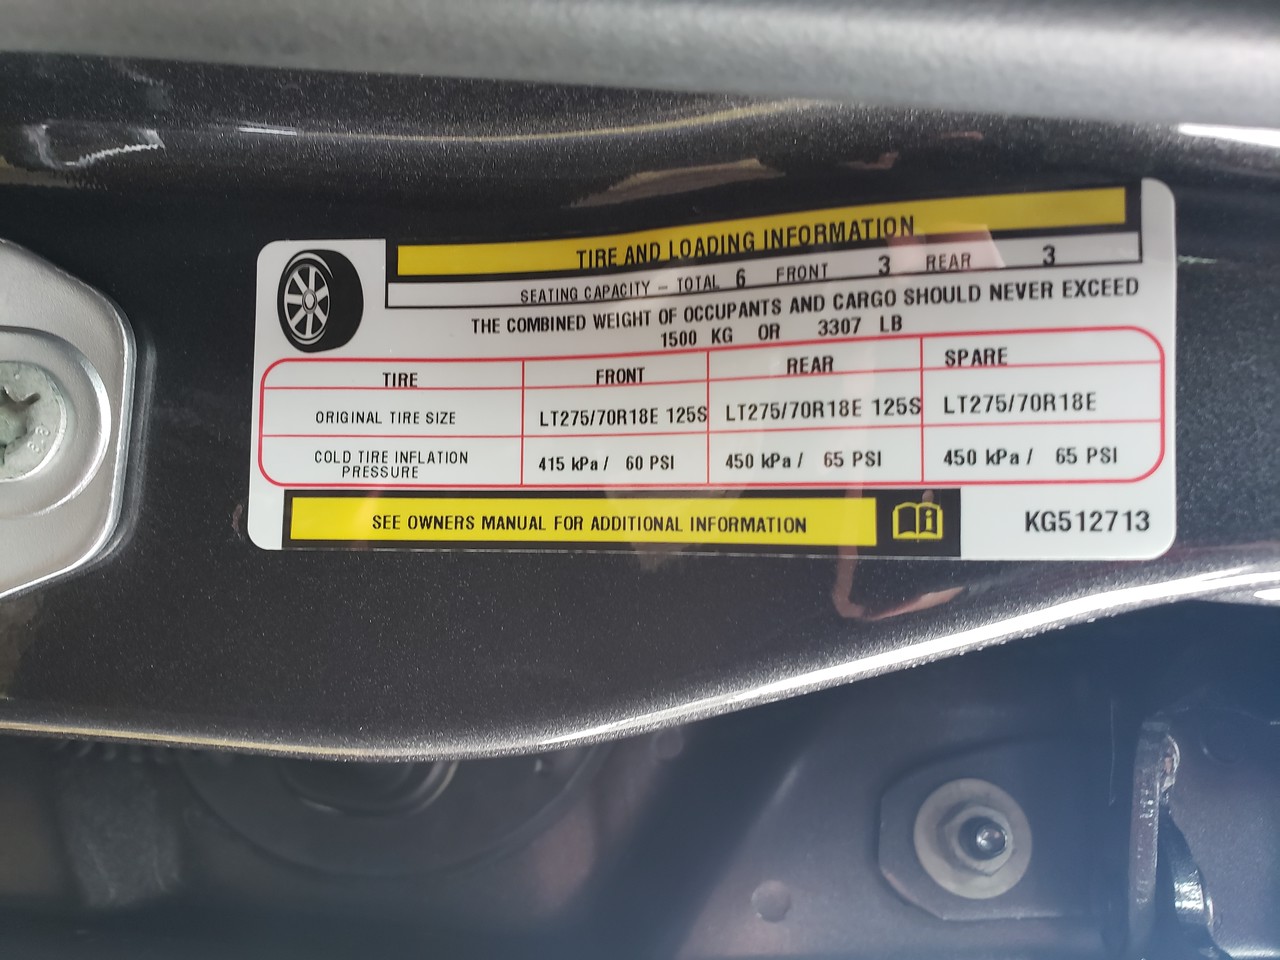 TIRE AND LOADING INFORMATION
SEATING CAPACITY – TOTAL 6 FRONT 3 REAR 3
THE COMBINED WEIGHT OF OCCUPANTS AND CARGO SHOULD NEVER EXCEED
1500 KG OR 3307 LB
TIRE FRONT REAR SPARE
ORIGINAL TIRE SIZE LT275/70R18E 125S LT275/70R18E 125S LT275/70R18E
COLD TIRE INFLATION PRESSURE 415 kPa / 60 PSI 450 kPa / 65 PSI 450 kPa / 65 PSI
SEE OWNERS MANUAL FOR ADDITIONAL INFORMATION
KG512713